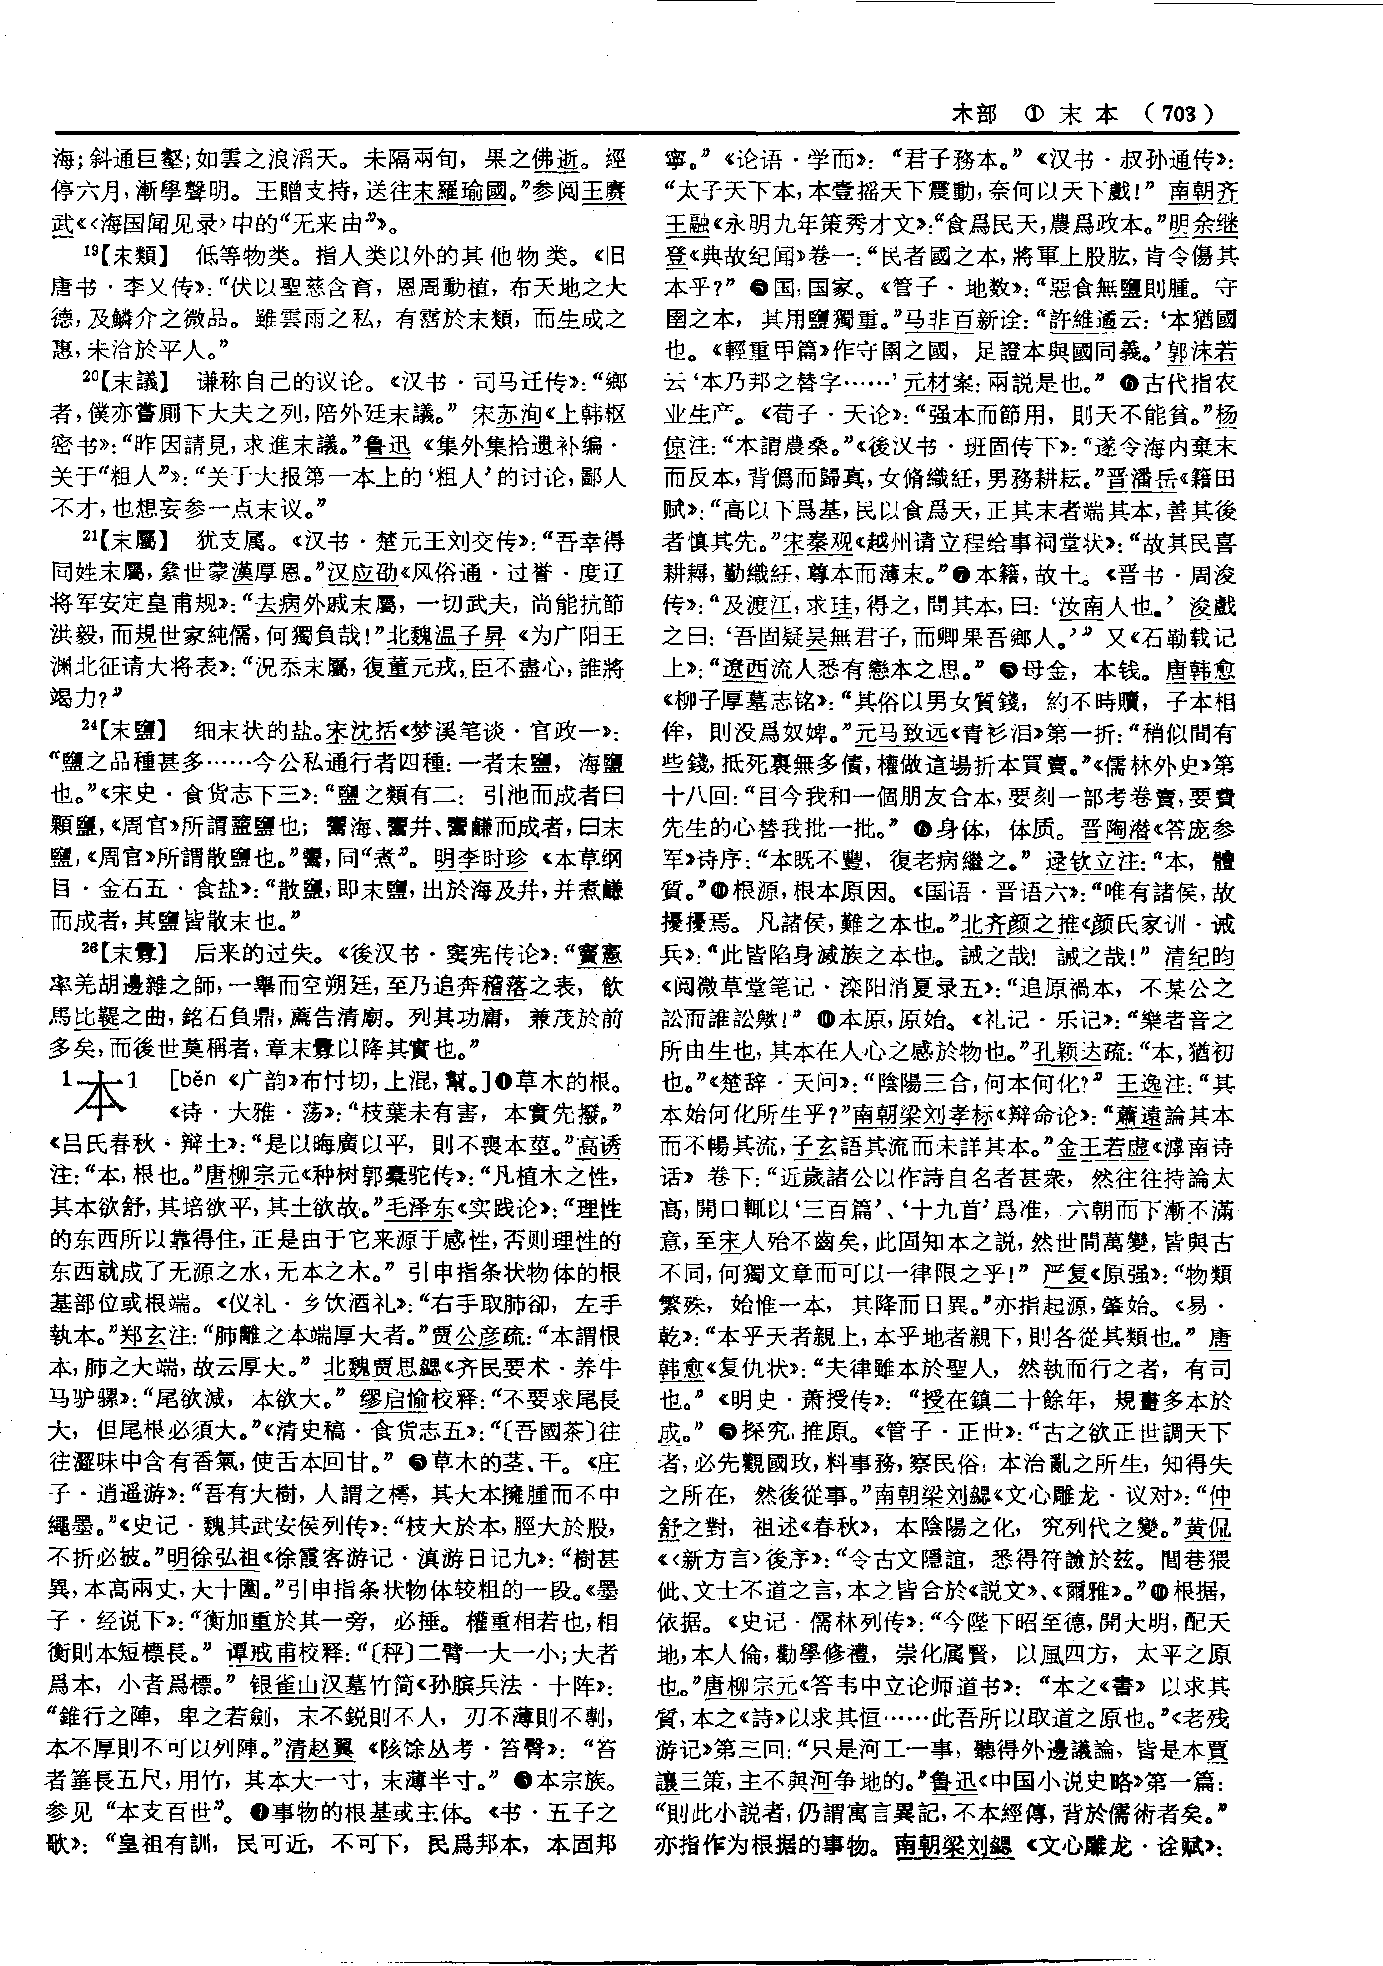 木部 ① 末 本 （703）
海；斜通巨壑；如雲之浪滔天。未隔兩旬，果之佛逝。經
停六月，漸學聲明。王贈支持，送往末羅瑜國。”参阅王赓
武《〈海国闻见录〉中的“无来由”》。
19【末類】 低等物类。指人类以外的其他物类。《旧
唐书·李乂传》：“伏以聖慈含育，恩周動植，布天地之大
德，及鱗介之微品。雖雲雨之私，有霑於末類，而生成之
惠，未洽於平人。”
20【末議】 谦称自己的议论。《汉书·司马迁传》：“鄉
者，僕亦嘗厠下大夫之列，陪外廷末議。” 宋苏洵《上韩枢
密书》：“昨因請見，求進末議。”鲁迅《集外集拾遗补编·
关于“粗人”》：“关于大报第一本上的‘粗人’的讨论，鄙人
不才，也想妄参一点末议。”
21【末屬】 犹支属。《汉书·楚元王刘交传》：“吾幸得
同姓末屬，絫世蒙漢厚恩。”汉应劭《风俗通·过誉·度辽
将军安定皇甫规》：“去病外戚末屬，一切武夫，尚能抗節
洪毅，而規世家純儒，何獨負哉！”北魏温子昇《为广阳王
渊北征请大将表》：“況忝末屬，復董元戎，臣不盡心，誰將
竭力？”
24【末鹽】 细末状的盐。宋沈括《梦溪笔谈·官政一》：
“鹽之品種甚多……今公私通行者四種：一者末鹽，海鹽
也。”《宋史·食货志下三》：“鹽之類有二：引池而成者曰
顆鹽，《周官》所謂盬鹽也；鬻海、鬻井、鬻鹻而成者，曰末
鹽，《周官》所謂散鹽也。”鬻，同“煮”。明李时珍《本草纲
目·金石五·食盐》：“散鹽，即末鹽，出於海及井，并煮鹻
而成者，其鹽皆散末也。”
26【末釁】 后来的过失。《後汉书·窦宪传论》：“竇憲
率羌胡邊雜之師，一舉而空朔廷，至乃追奔稽落之表，飲
馬比鞮之曲，銘石負鼎，薦告清廟。列其功庸，兼茂於前
多矣，而後世莫稱者，章末釁以降其實也。”
1本1 [běn《广韵》布忖切，上混，幫。]❶草木的根。
《诗·大雅·荡》：“枝葉未有害，本實先撥。”
《吕氏春秋·辩土》：“是以晦廣以平，則不喪本莖。”高诱
注：“本，根也。”唐柳宗元《种树郭橐驼传》：“凡植木之性，
其本欲舒，其培欲平，其土欲故。”毛泽东《实践论》：“理性
的东西所以靠得住，正是由于它来源于感性，否则理性的
东西就成了无源之水，无本之木。” 引申指条状物体的根
基部位或根端。《仪礼·乡饮酒礼》：“右手取肺卻，左手
執本。”郑玄注：“肺離之本端厚大者。”贾公彦疏：“本謂根
本，肺之大端，故云厚大。” 北魏贾思勰《齐民要术·养牛
马驴骡》：“尾欲減，本欲大。” 缪启愉校释：“不要求尾長
大，但尾根必須大。”《清史稿·食货志五》：“〔吾國茶〕往
往澀味中含有香氣，使舌本回甘。” ❷草木的茎、干。《庄
子·逍遥游》：“吾有大樹，人謂之樗，其大本擁腫而不中
繩墨。”《史记·魏其武安侯列传》：“枝大於本，脛大於股，
不折必披。”明徐弘祖《徐霞客游记·滇游日记九》：“樹甚
異，本高兩丈，大十圍。”引申指条状物体较粗的一段。《墨
子·经说下》：“衡加重於其一旁，必捶。權重相若也，相
衡則本短標長。” 谭戒甫校释：“〔秤〕二臂一大一小；大者
爲本，小者爲標。” 银雀山汉墓竹简《孙膑兵法·十阵》：
“錐行之陣，卑之若劍，末不鋭則不人，刃不薄則不剸，
本不厚則不可以列陣。”清赵翼《陔馀丛考·笞臀》：“笞
者箠長五尺，用竹，其本大一寸，末薄半寸。” ❸本宗族。
参见“本支百世”。 ❹事物的根基或主体。《书·五子之
歌》：“皇祖有訓，民可近，不可下，民爲邦本，本固邦
寧。”《论语·学而》：“君子務本。”《汉书·叔孙通传》：
“太子天下本，本壹摇天下震動，奈何以天下戲！” 南朝齐
王融《永明九年策秀才文》：“食爲民天，農爲政本。”明余继
登《典故纪闻》卷一：“民者國之本，將軍上股肱，肯令傷其
本乎？” ❺国，国家。《管子·地数》：“惡食無鹽則腫。守
圉之本，其用鹽獨重。”马非百新诠：“許維遹云：‘本猶國
也。《輕重甲篇》作守圉之國，足證本與國同義。’郭沫若
云‘本乃邦之替字……’元材案：兩説是也。” ❻古代指农
业生产。《荀子·天论》：“强本而節用，則天不能貧。”杨
倞注：“本謂農桑。”《後汉书·班固传下》：“遂令海内棄末
而反本，背僞而歸真，女脩織紝，男務耕耘。”晋潘岳《籍田
赋》：“高以下爲基，民以食爲天，正其末者端其本，善其後
者慎其先。”宋秦观《越州请立程给事祠堂状》：“故其民喜
耕耨，勤織紝，尊本而薄末。”❼本籍，故土。《晋书·周浚
传》：“及渡江，求珪，得之，問其本，曰：‘汝南人也。’ 浚戲
之曰：‘吾固疑吴無君子，而卿果吾鄉人。’” 又《石勒载记
上》：“遼西流人悉有戀本之思。” ❽母金，本钱。唐韩愈
《柳子厚墓志铭》：“其俗以男女質錢，約不時贖，子本相
侔，則没爲奴婢。”元马致远《青衫泪》第一折：“稍似間有
些錢，抵死裏無多債，權做這場折本買賣。”《儒林外史》第
十八回：“目今我和一個朋友合本，要刻一部考卷賣，要費
先生的心替我批一批。” ❾身体，体质。晋陶潜《答庞参
军》诗序：“本既不豐，復老病繼之。” 逯钦立注：“本，體
質。”❿根源，根本原因。《国语·晋语六》：“唯有諸侯，故
擾擾焉。凡諸侯，難之本也。”北齐颜之推《颜氏家训·诫
兵》：“此皆陷身滅族之本也。誡之哉！誡之哉！” 清纪昀
《阅微草堂笔记·滦阳消夏录五》：“追原禍本，不某公之
訟而誰訟歟！” ⓫本原，原始。《礼记·乐记》：“樂者音之
所由生也，其本在人心之感於物也。”孔颖达疏：“本，猶初
也。”《楚辞·天问》：“陰陽三合，何本何化？” 王逸注：“其
本始何化所生乎？”南朝梁刘孝标《辩命论》：“蕭遠論其本
而不暢其流，子玄語其流而未詳其本。”金王若虚《滹南诗
话》卷下：“近歲諸公以作詩自名者甚衆，然往往持論太
高，開口輒以‘三百篇’、‘十九首’爲准，六朝而下漸不滿
意，至宋人殆不齒矣，此固知本之説，然世間萬變，皆與古
不同，何獨文章而可以一律限之乎！” 严复《原强》：“物類
繁殊，始惟一本，其降而日異。”亦指起源，肇始。《易·
乾》：“本乎天者親上，本乎地者親下，則各從其類也。” 唐
韩愈《复仇状》：“夫律雖本於聖人，然執而行之者，有司
也。” 《明史·萧授传》：“授在鎮二十餘年，規畫多本於
成。” ⓬探究，推原。《管子·正世》：“古之欲正世調天下
者，必先觀國政，料事務，察民俗，本治亂之所生，知得失
之所在，然後從事。”南朝梁刘勰《文心雕龙·议对》：“仲
舒之對，祖述《春秋》，本陰陽之化，究列代之變。”黄侃
《〈新方言〉後序》：“令古文隱誼，悉得符譣於兹。閭巷猥
佌、文士不道之言，本之皆合於《説文》、《爾雅》。”⓭根据，
依据。《史记·儒林列传》：“今陛下昭至德，開大明，配天
地，本人倫，勸學修禮，崇化厲賢，以風四方，太平之原
也。”唐柳宗元《答韦中立论师道书》：“本之《書》以求其
質，本之《詩》以求其恒……此吾所以取道之原也。”《老残
游记》第三回：“只是河工一事，聽得外邊議論，皆是本賈
讓三策，主不與河争地的。”鲁迅《中国小说史略》第一篇：
“則此小説者，仍謂寓言異記，不本經傳，背於儒術者矣。”
亦指作为根据的事物。南朝梁刘勰《文心雕龙·诠赋》：